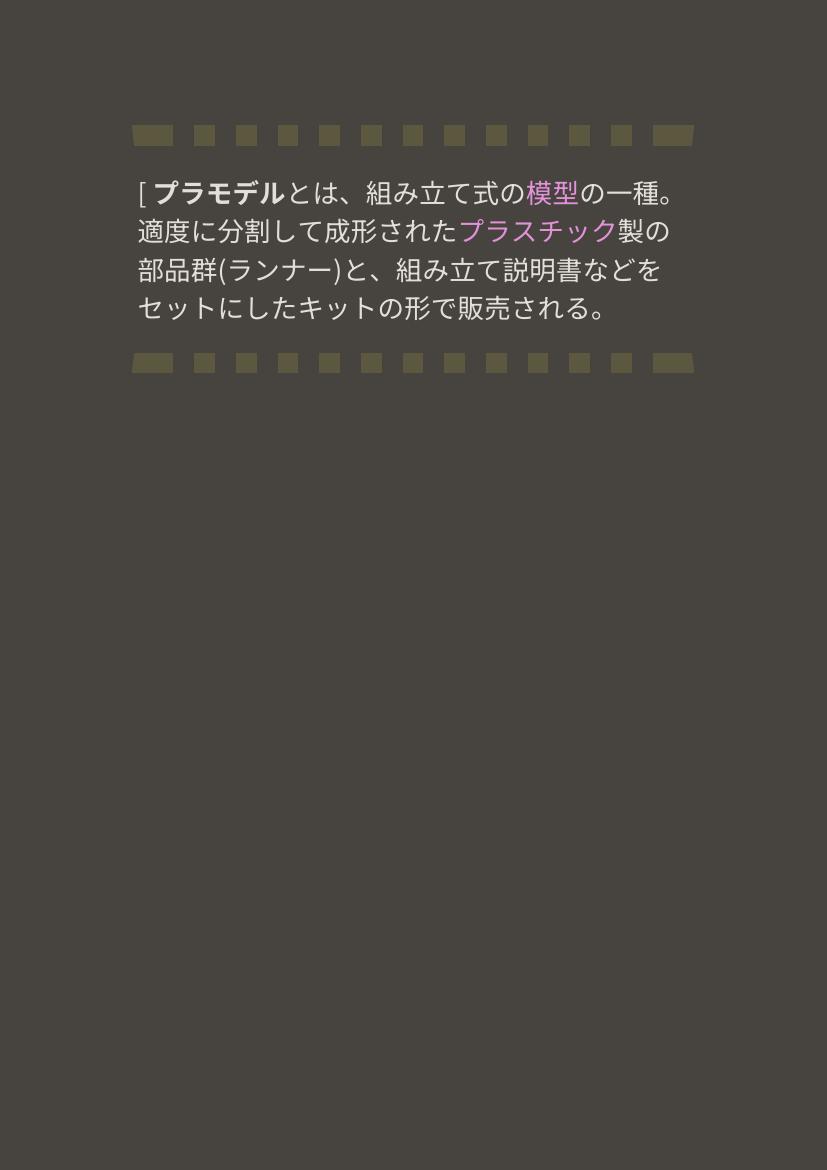 [ プラモデルとは、組み立て式の模型の一種。
適度に分割して成形されたプラスチック製の
部品群(ランナー)と、組み立て説明書などを
セットにしたキットの形で販売される。